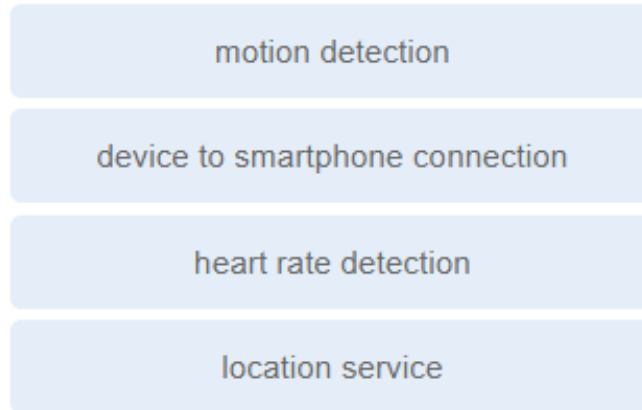 motion detection
device to smartphone connection
heart rate detection
location service